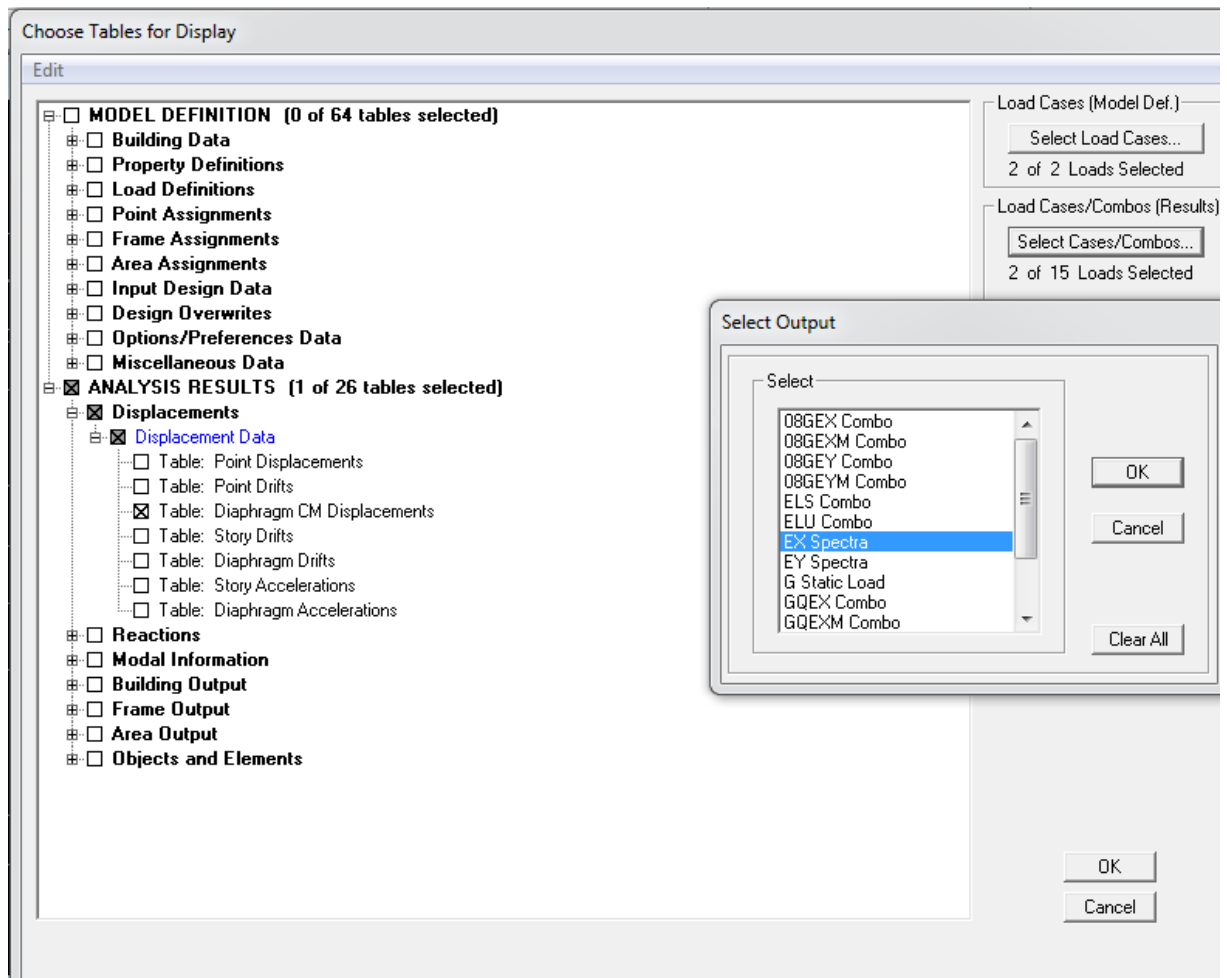 Choose Tables for Display
Edit
MODEL DEFINITION (0 of 64 tables selected)
Building Data
Property Definitions
Load Definitions
Point Assignments
Frame Assignments
Area Assignments
Input Design Data
Design Overwrites
Options/Preferences Data
Miscellaneous Data
ANALYSIS RESULTS (1 of 26 tables selected)
Displacements
Displacement Data
Table: Point Displacements
Table: Point Drifts
Table: Diaphragm CM Displacements
Table: Story Drifts
Table: Diaphragm Drifts
Table: Story Accelerations
Table: Diaphragm Accelerations
Reactions
Modal Information
Building Output
Frame Output
Area Output
Objects and Elements
Load Cases (Model Def.)
Select Load Cases...
2 of 2 Loads Selected
Load Cases/Combos (Results)
Select Cases/Combos...
2 of 15 Loads Selected
Select Output
Select
08GEX Combo
08GEXM Combo
08GEY Combo
08GEYM Combo
ELS Combo
ELU Combo
EX Spectra
EY Spectra
G Static Load
GQEX Combo
GQEXM Combo
OK
Cancel
Clear All
OK
Cancel